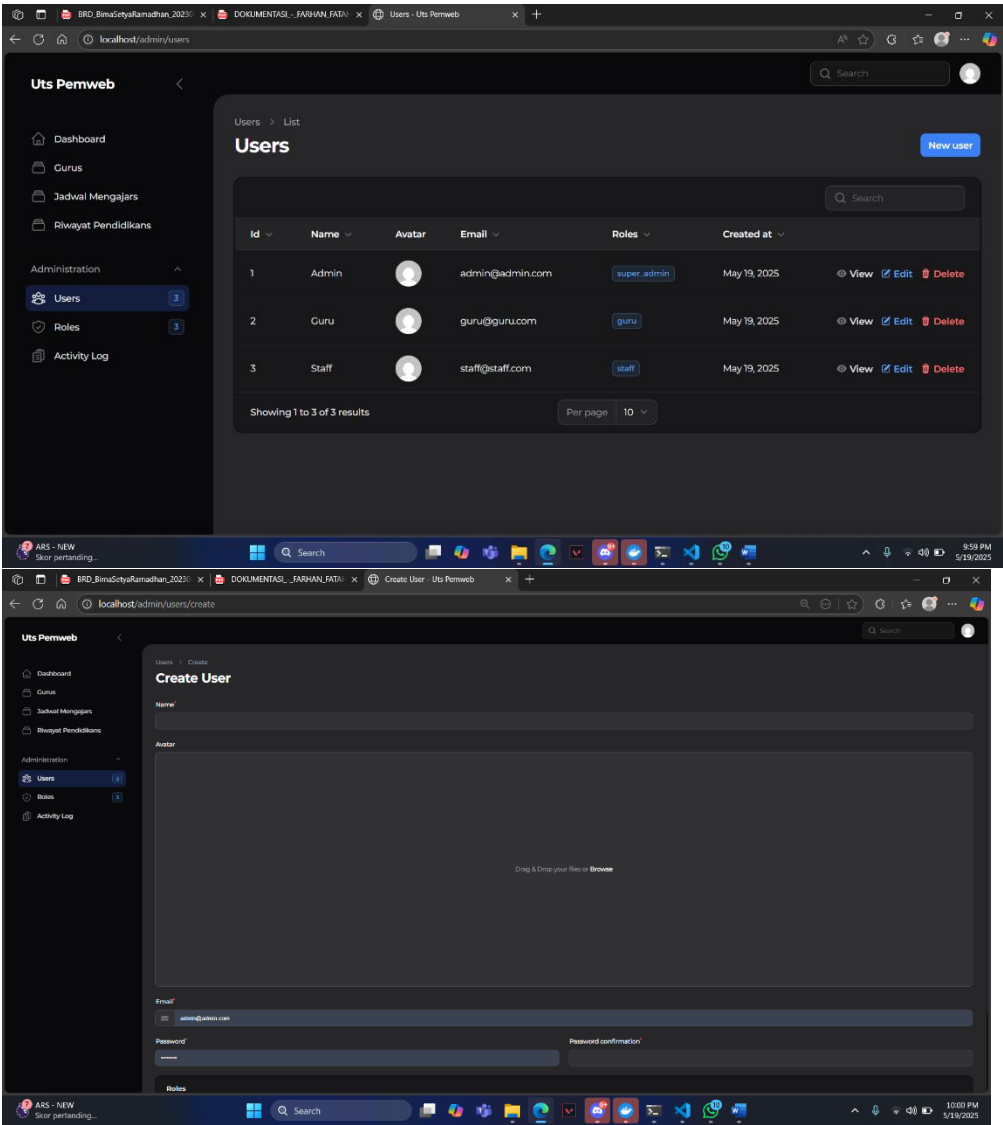 BRD_BimaSetyaRamadhan_20230
DOKUMENTASI_-_FARHAN_FATAH
Users - Uts Pemweb
localhost/admin/users
Uts Pemweb
Search
Dashboard
Gurus
Jadwal Mengajars
Riwayat Pendidikans
Administration
Users 3
Roles 3
Activity Log
Users > List
Users
New user
Search
Id Name Avatar Email Roles Created at
1 Admin admin@admin.com super_admin May 19, 2025 View Edit Delete
2 Guru guru@guru.com guru May 19, 2025 View Edit Delete
3 Staff staff@staff.com staff May 19, 2025 View Edit Delete
Showing 1 to 3 of 3 results
Per page 10
ARS - NEW
Skor pertanding...
Search
9:59 PM
5/19/2025
BRD_BimaSetyaRamadhan_20230
DOKUMENTASI_-_FARHAN_FATAH
Create User - Uts Pemweb
localhost/admin/users/create
Uts Pemweb
Search
Dashboard
Gurus
Jadwal Mengajars
Riwayat Pendidikans
Administration
Users 3
Roles 3
Activity Log
Users > Create
Create User
Name*
Avatar
Drag & Drop your files or Browse
Email*
admin@admin.com
Password*
Password confirmation*
Roles
ARS - NEW
Skor pertanding...
Search
10:00 PM
5/19/2025